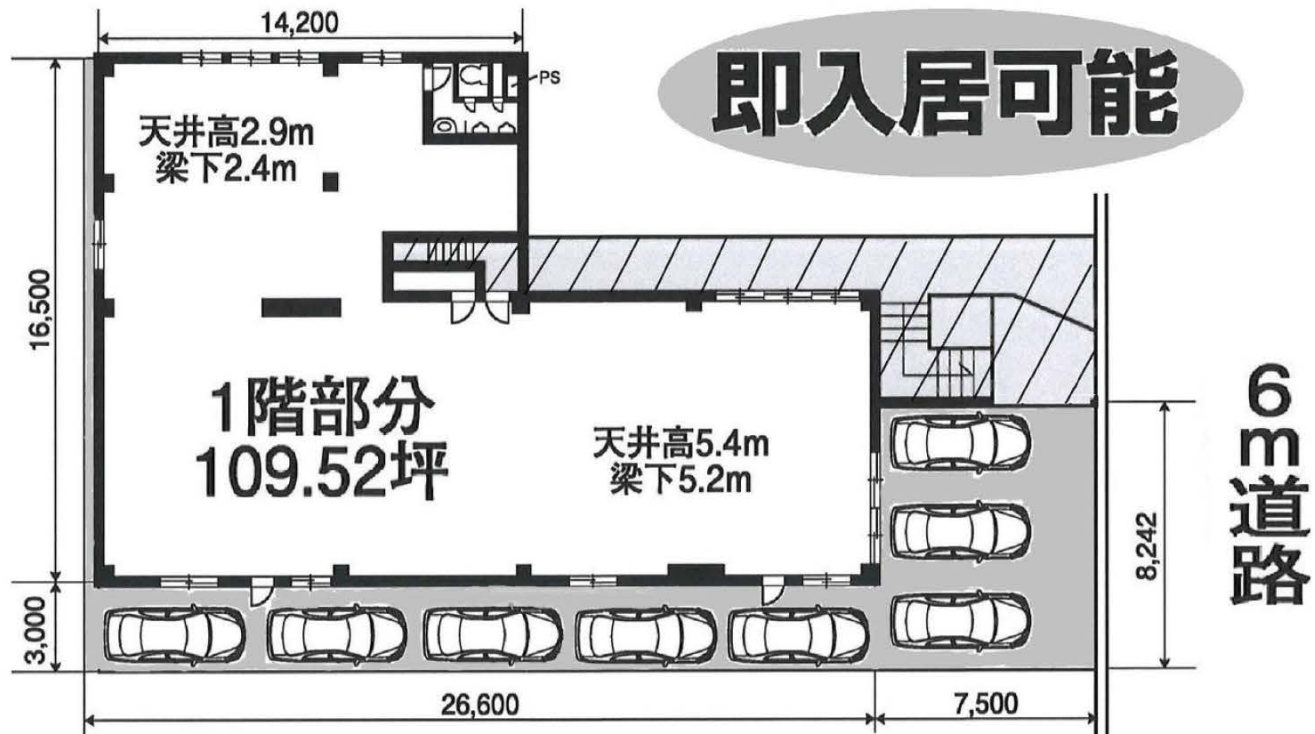 14,200
即入居可能
PS
天井高2.9m
梁下2.4m
16,500
1階部分
109.52坪
天井高5.4m
梁下5.2m
6m道路
8,242
3,000
26,600
7,500